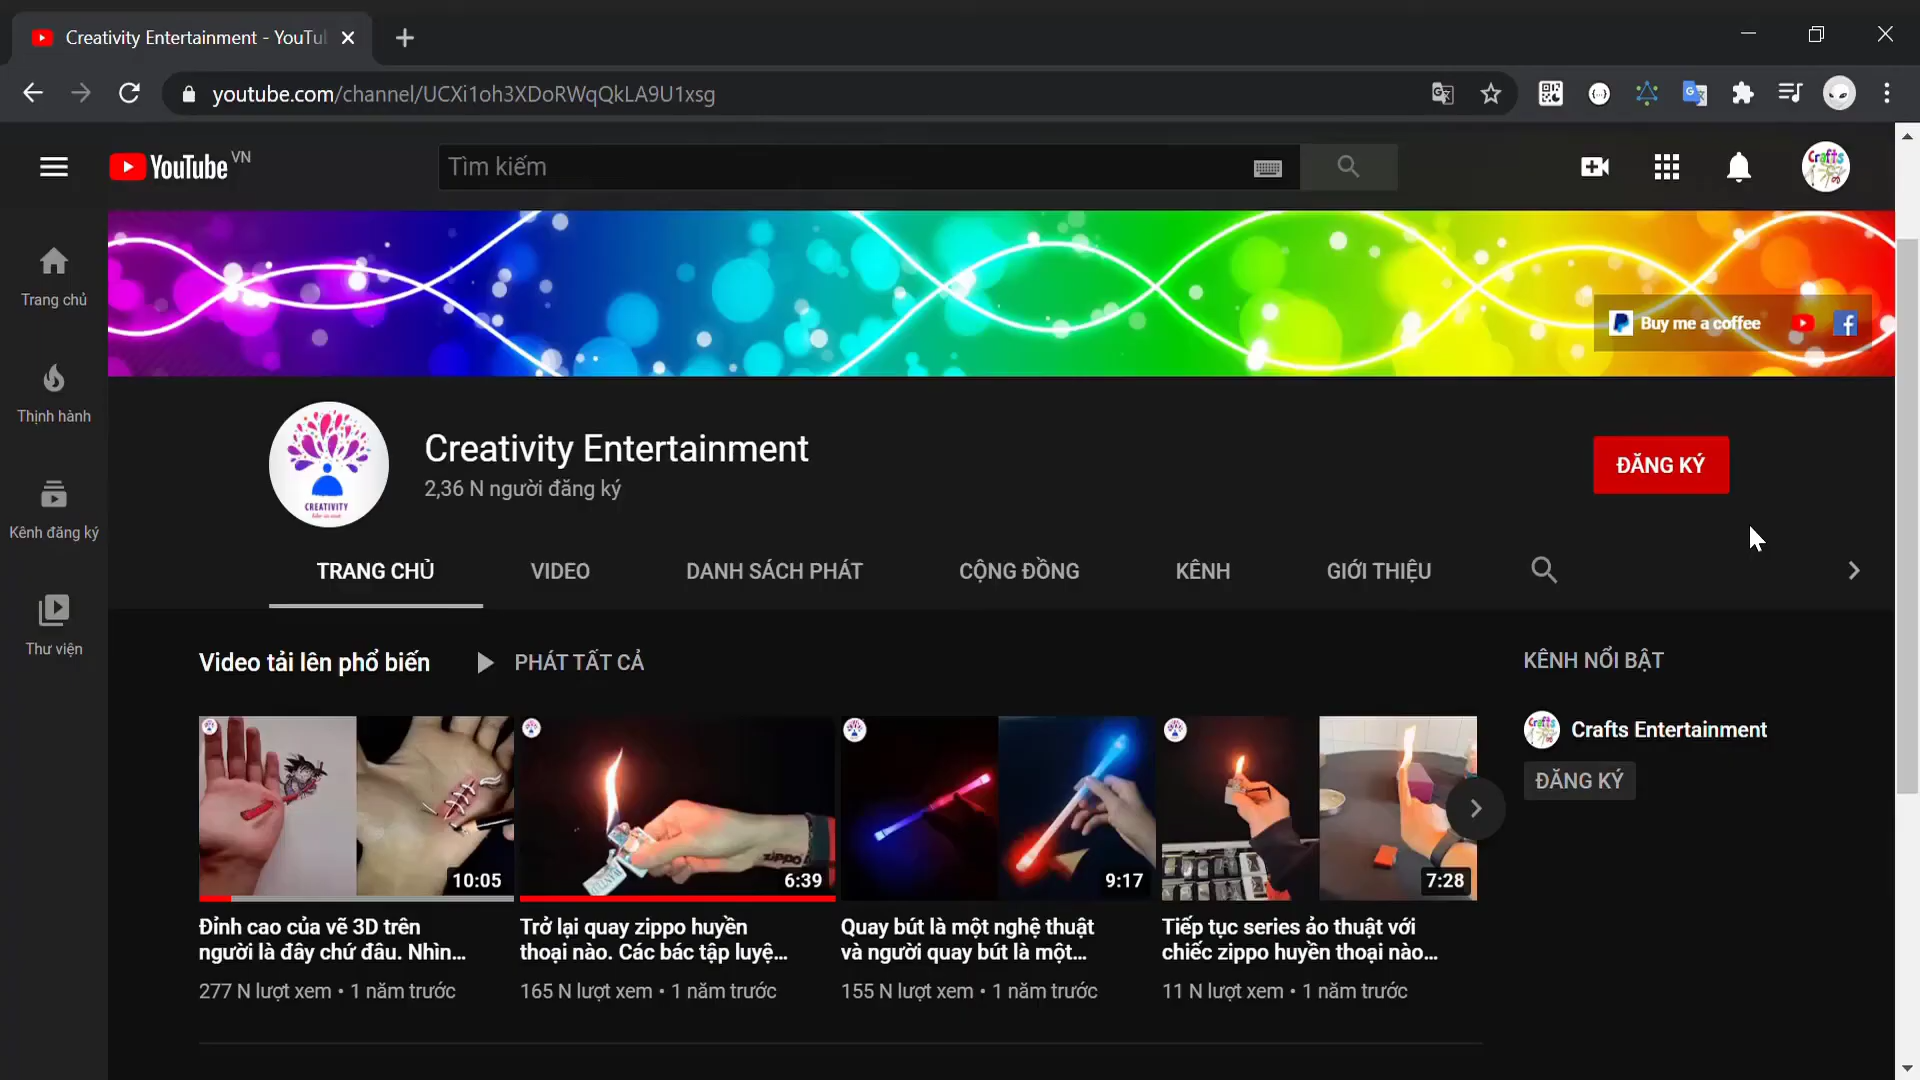 Creativity Entertainment - YouTu
youtube.com/channel/UCXi1oh3XDoRWqQkLA9U1xsg
YouTube VN
Tìm kiếm
Crafts
Trang chủ
Thịnh hành
Kênh đăng ký
Thư viện
Buy me a coffee
CREATIVITY
Creativity Entertainment
2,36 N người đăng ký
ĐĂNG KÝ
TRANG CHỦ
VIDEO
DANH SÁCH PHÁT
CỘNG ĐỒNG
KÊNH
GIỚI THIỆU
Video tải lên phổ biến
PHÁT TẤT CẢ
10:05
Đỉnh cao của vẽ 3D trên
người là đây chứ đâu. Nhìn...
277 N lượt xem • 1 năm trước
zippo
6:39
Trở lại quay zippo huyền
thoại nào. Các bác tập luyệ...
165 N lượt xem • 1 năm trước
9:17
Quay bút là một nghệ thuật
và người quay bút là một...
155 N lượt xem • 1 năm trước
7:28
Tiếp tục series ảo thuật với
chiếc zippo huyền thoại nào...
11 N lượt xem • 1 năm trước
KÊNH NỔI BẬT
Crafts Entertainment
ĐĂNG KÝ